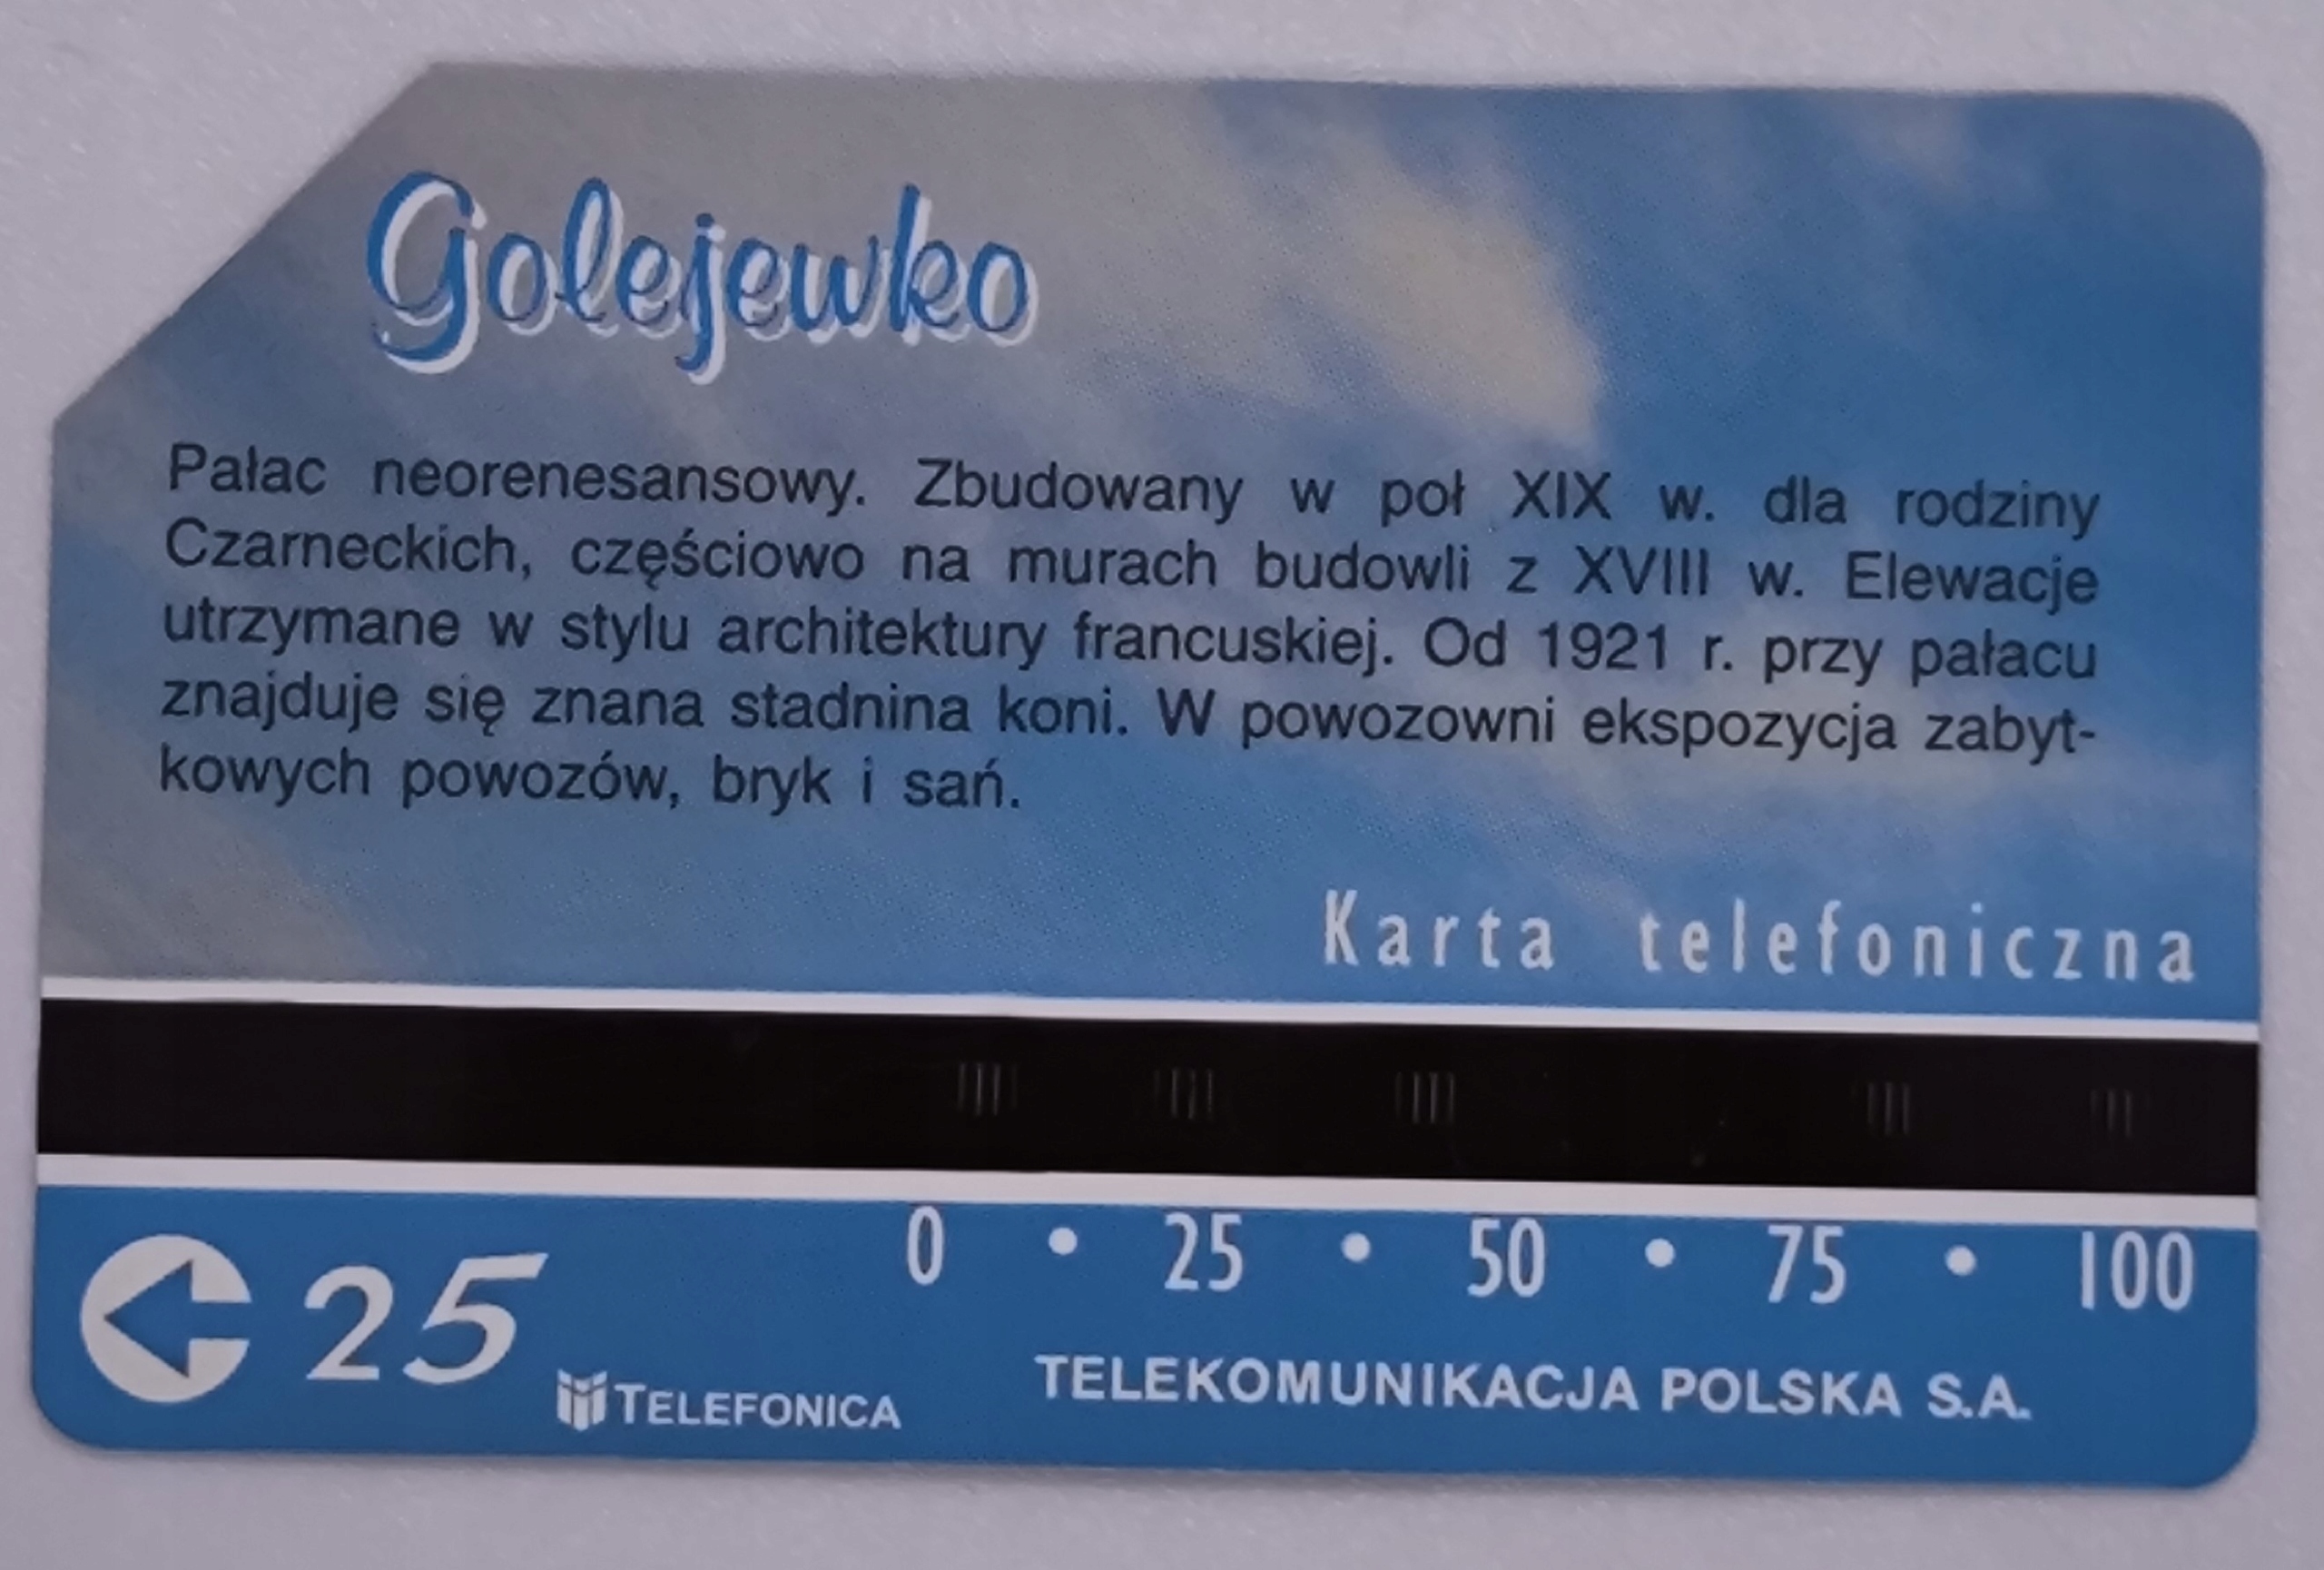 Golejewko
Pałac neorenesansowy. Zbudowany w poł XIX w. dla rodziny
Czarneckich, częściowo na murach budowli z XVIII w. Elewacje
utrzymane w stylu architektury francuskiej. Od 1921 r. przy pałacu
znajduje się znana stadnina koni. W powozowni ekspozycja zabyt-
kowych powozów, bryk i sań.
Karta telefoniczna
0 • 25 • 50 • 75 • 100
25
TELEFONICA
TELEKOMUNIKACJA POLSKA S.A.